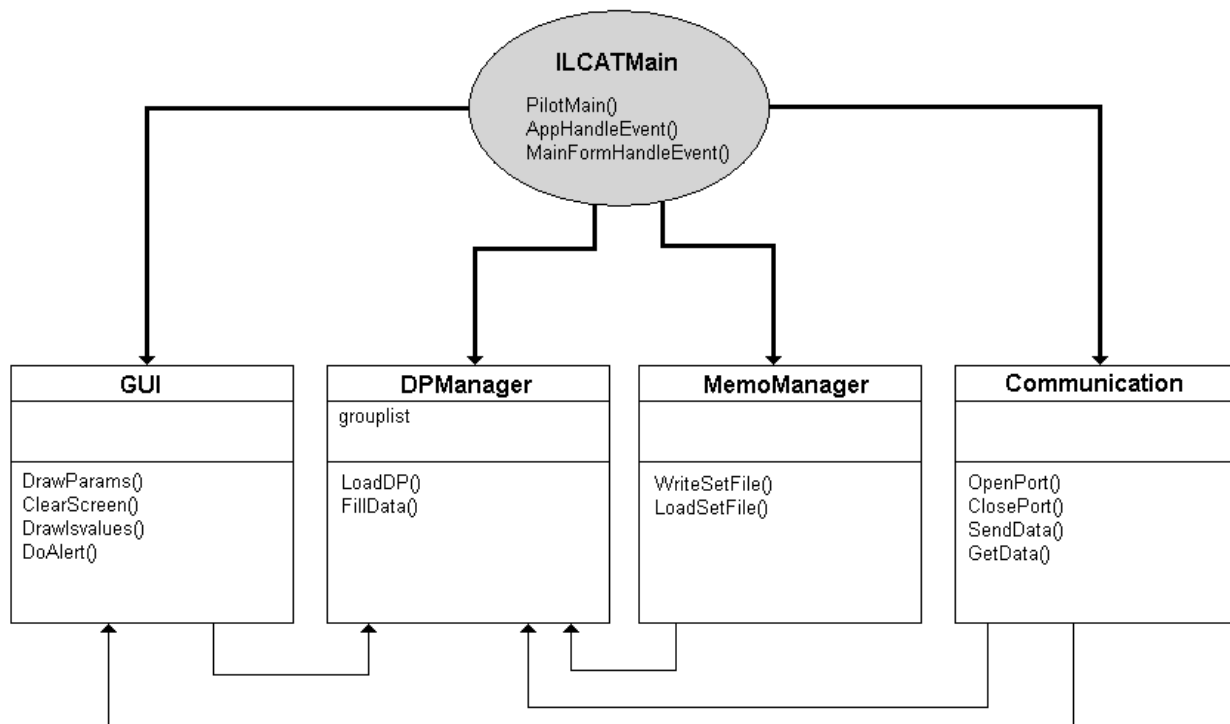 ILCATMain
PilotMain()
AppHandleEvent()
MainFormHandleEvent()
GUI
DrawParams()
ClearScreen()
DrawIsvalues()
DoAlert()
DPManager
grouplist
LoadDP()
FillData()
MemoManager
WriteSetFile()
LoadSetFile()
Communication
OpenPort()
ClosePort()
SendData()
GetData()